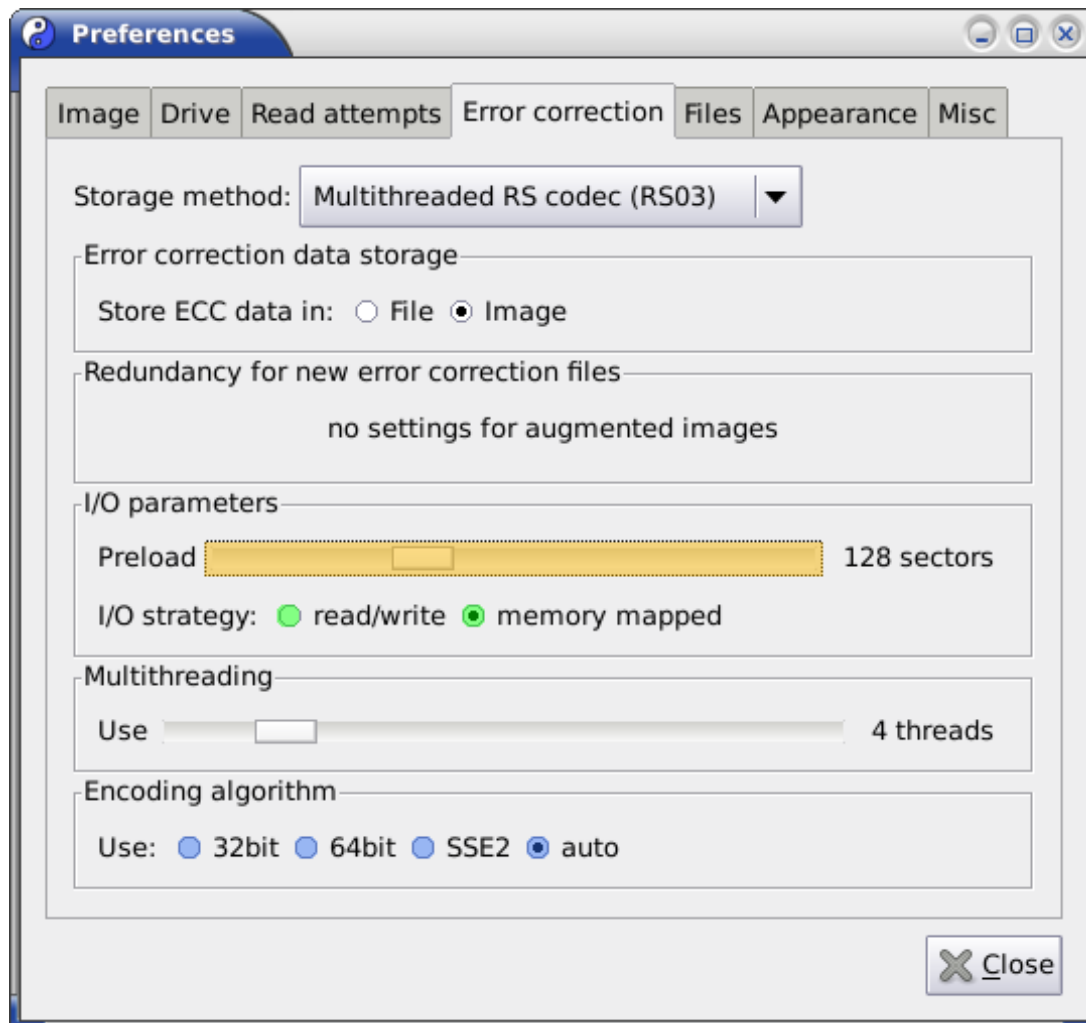 Preferences
Image Drive Read attempts Error correction Files Appearance Misc
Storage method: Multithreaded RS codec (RS03)
Error correction data storage
Store ECC data in: File Image
Redundancy for new error correction files
no settings for augmented images
I/O parameters
Preload 128 sectors
I/O strategy: read/write memory mapped
Multithreading
Use 4 threads
Encoding algorithm
Use: 32bit 64bit SSE2 auto
Close